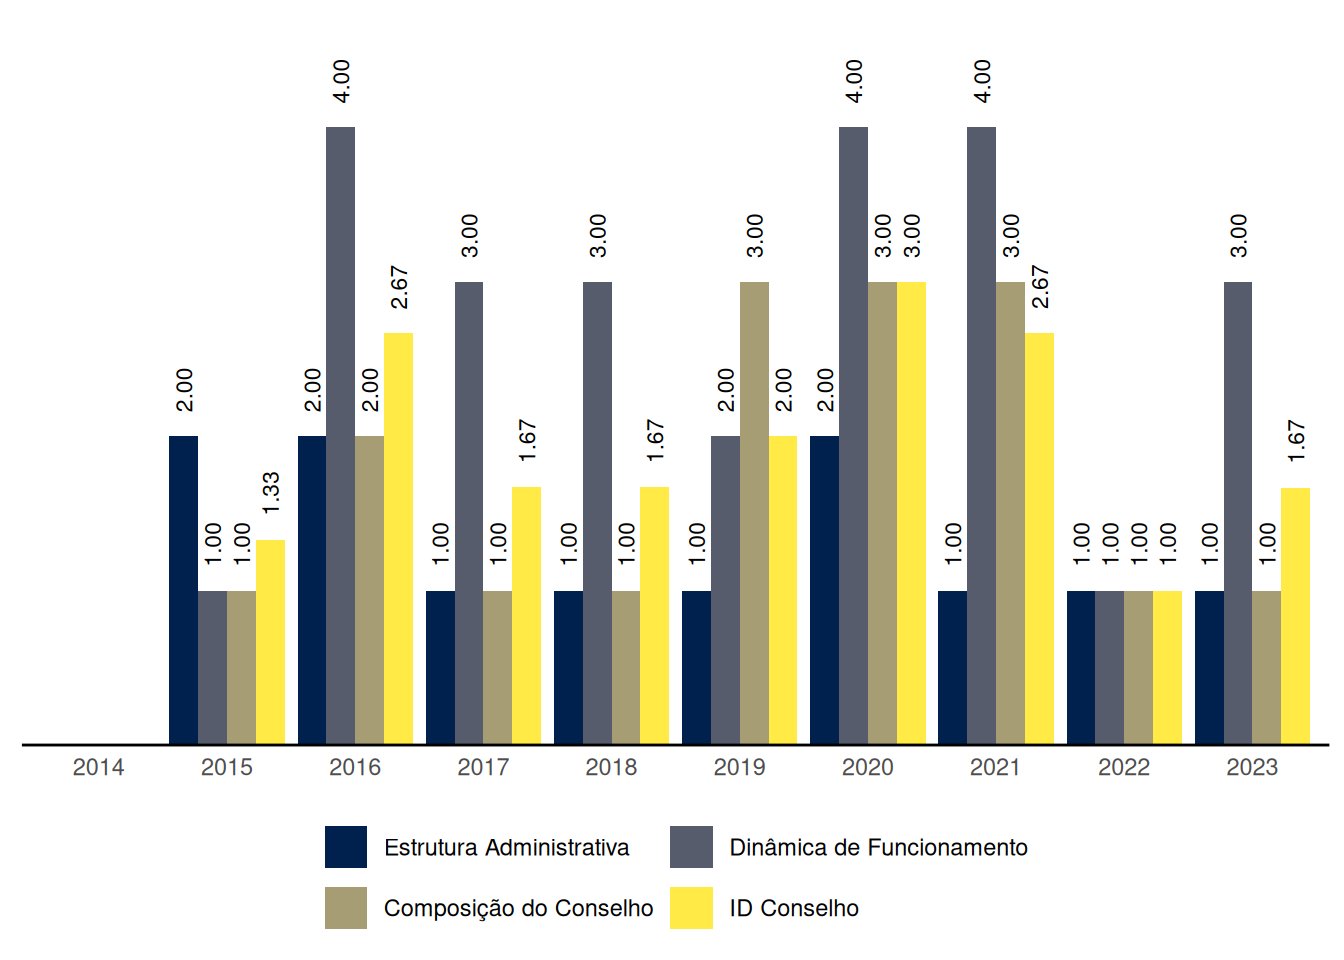 4.00 4.00 4.00
3.00 3.00 3.00 3.00 3.00 3.00 3.00
2.67 2.67
2.00 2.00 2.00 2.00 2.00 2.00
1.67 1.67 1.67
1.33
1.00 1.00 1.00 1.00 1.00 1.00 1.00 1.00 1.00 1.00 1.00 1.00 1.00 1.00
2014 2015 2016 2017 2018 2019 2020 2021 2022 2023
Estrutura Administrativa Dinâmica de Funcionamento
Composição do Conselho ID Conselho